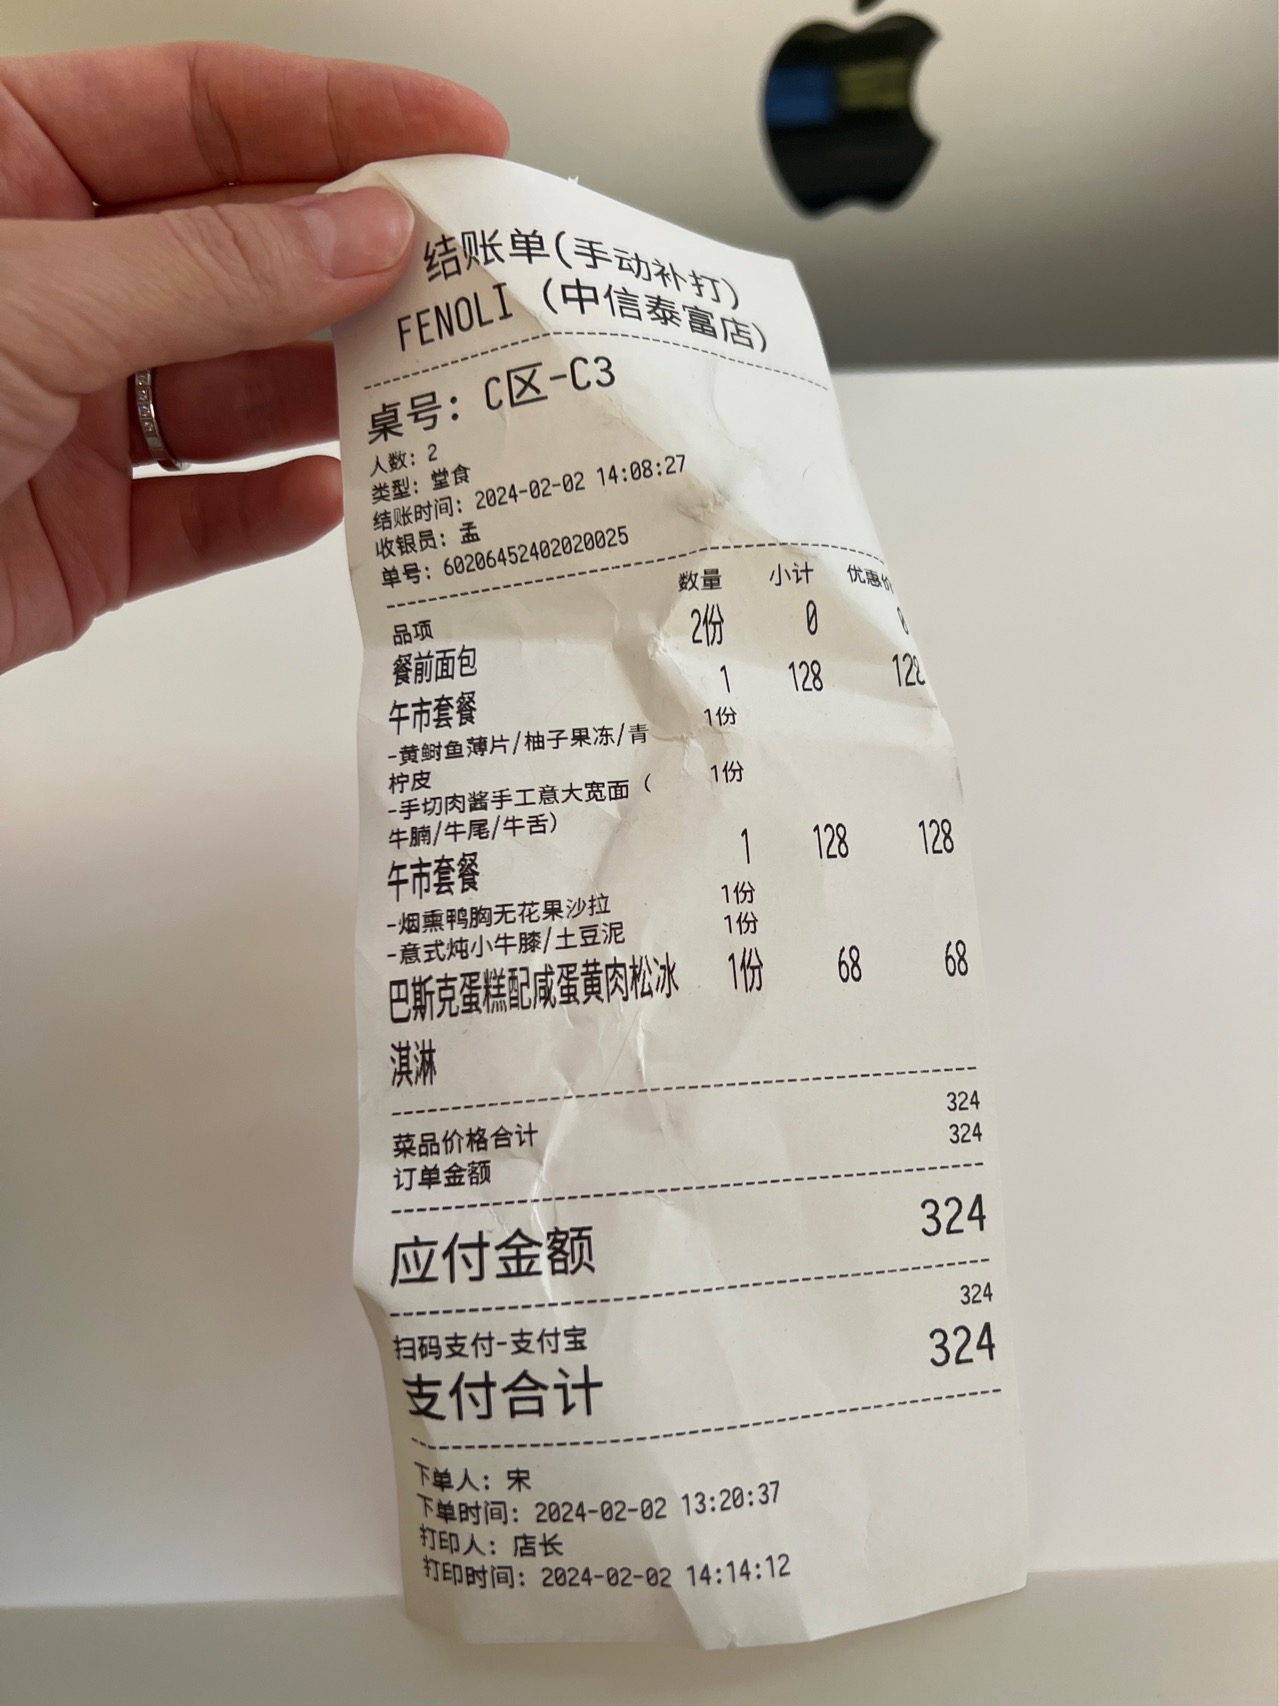 结账单(手动补打)
FENOLI (中信泰富店)
桌号: C区-C3
人数: 2
类型: 堂食
结账时间: 2024-02-02 14:08:27
收银员: 孟
单号: 60206452402020025
品项 数量 小计 优惠价
餐前面包 2份 0 0
午市套餐 1 128 128
-黄鲥鱼薄片/柚子果冻/青 1份
柠皮
-手切肉酱手工意大宽面( 1份
牛腩/牛尾/牛舌)
午市套餐 1 128 128
-烟熏鸭胸无花果沙拉 1份
-意式炖小牛膝/土豆泥 1份
巴斯克蛋糕配咸蛋黄肉松冰 1份 68 68
淇淋
菜品价格合计 324
订单金额 324
应付金额 324
扫码支付-支付宝 324
支付合计 324
下单人: 宋
下单时间: 2024-02-02 13:20:37
打印人: 店长
打印时间: 2024-02-02 14:14:12